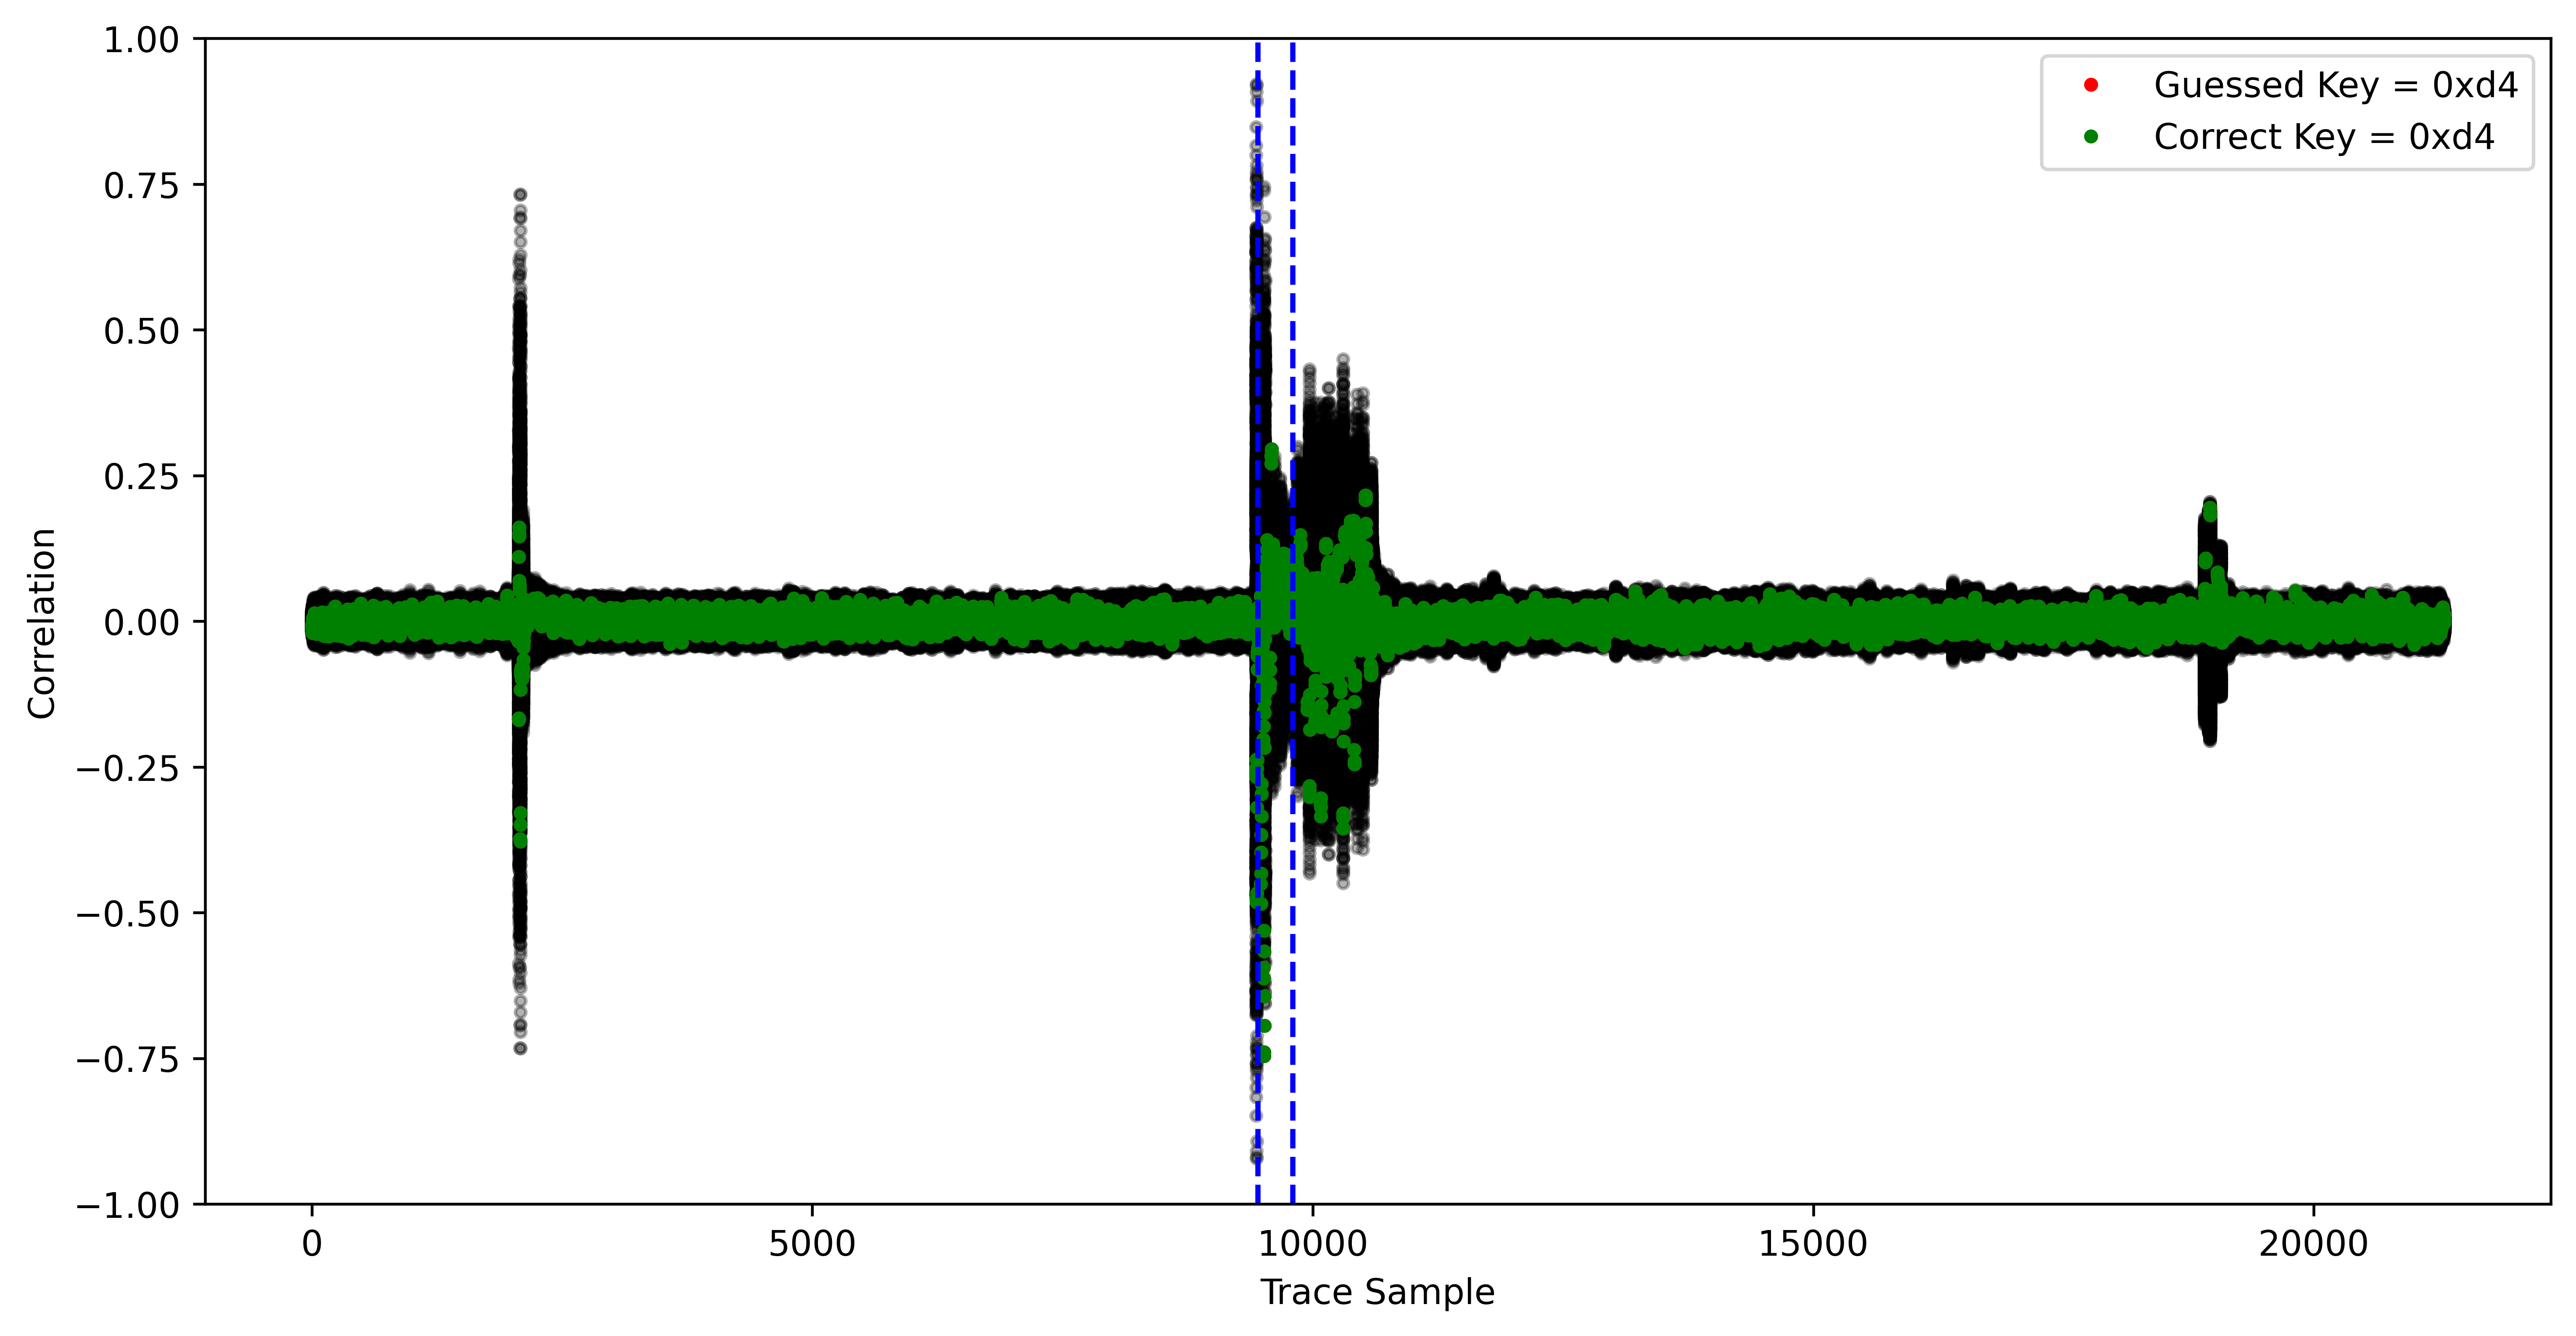 1.00
0.75
0.50
0.25
0.00
−0.25
−0.50
−0.75
−1.00
Correlation
Guessed Key = 0xd4
Correct Key = 0xd4
0 5000 10000 15000 20000
Trace Sample